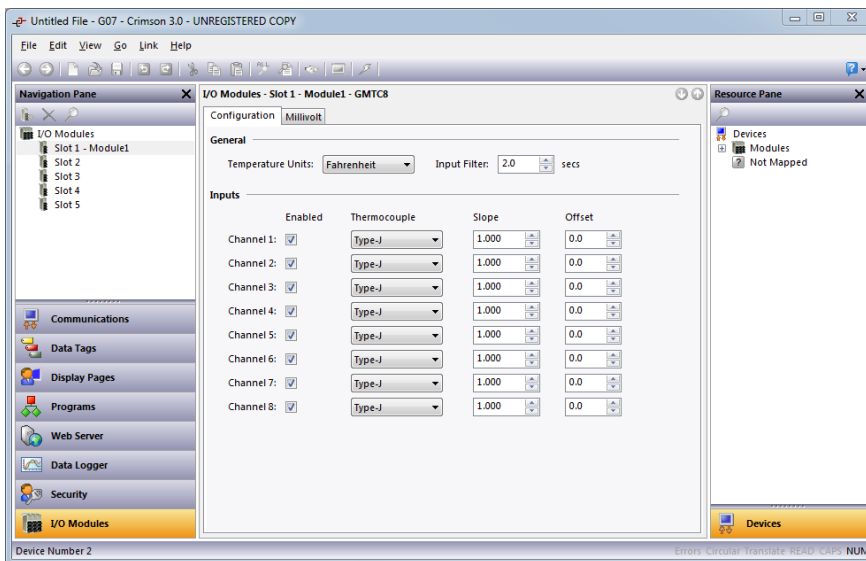 Untitled File - G07 - Crimson 3.0 - UNREGISTERED COPY
File Edit View Go Link Help
Navigation Pane
I/O Modules
Slot 1 - Module1
Slot 2
Slot 3
Slot 4
Slot 5
Communications
Data Tags
Display Pages
Programs
Web Server
Data Logger
Security
I/O Modules
I/O Modules - Slot 1 - Module1 - GMTC8
Configuration Millivolt
General
Temperature Units: Fahrenheit Input Filter: 2.0 secs
Inputs
Enabled Thermocouple Slope Offset
Channel 1: Type-J 1.000 0.0
Channel 2: Type-J 1.000 0.0
Channel 3: Type-J 1.000 0.0
Channel 4: Type-J 1.000 0.0
Channel 5: Type-J 1.000 0.0
Channel 6: Type-J 1.000 0.0
Channel 7: Type-J 1.000 0.0
Channel 8: Type-J 1.000 0.0
Resource Pane
Devices
Modules
Not Mapped
Devices
Device Number 2
Errors Circular Translate READ CAPS NUM